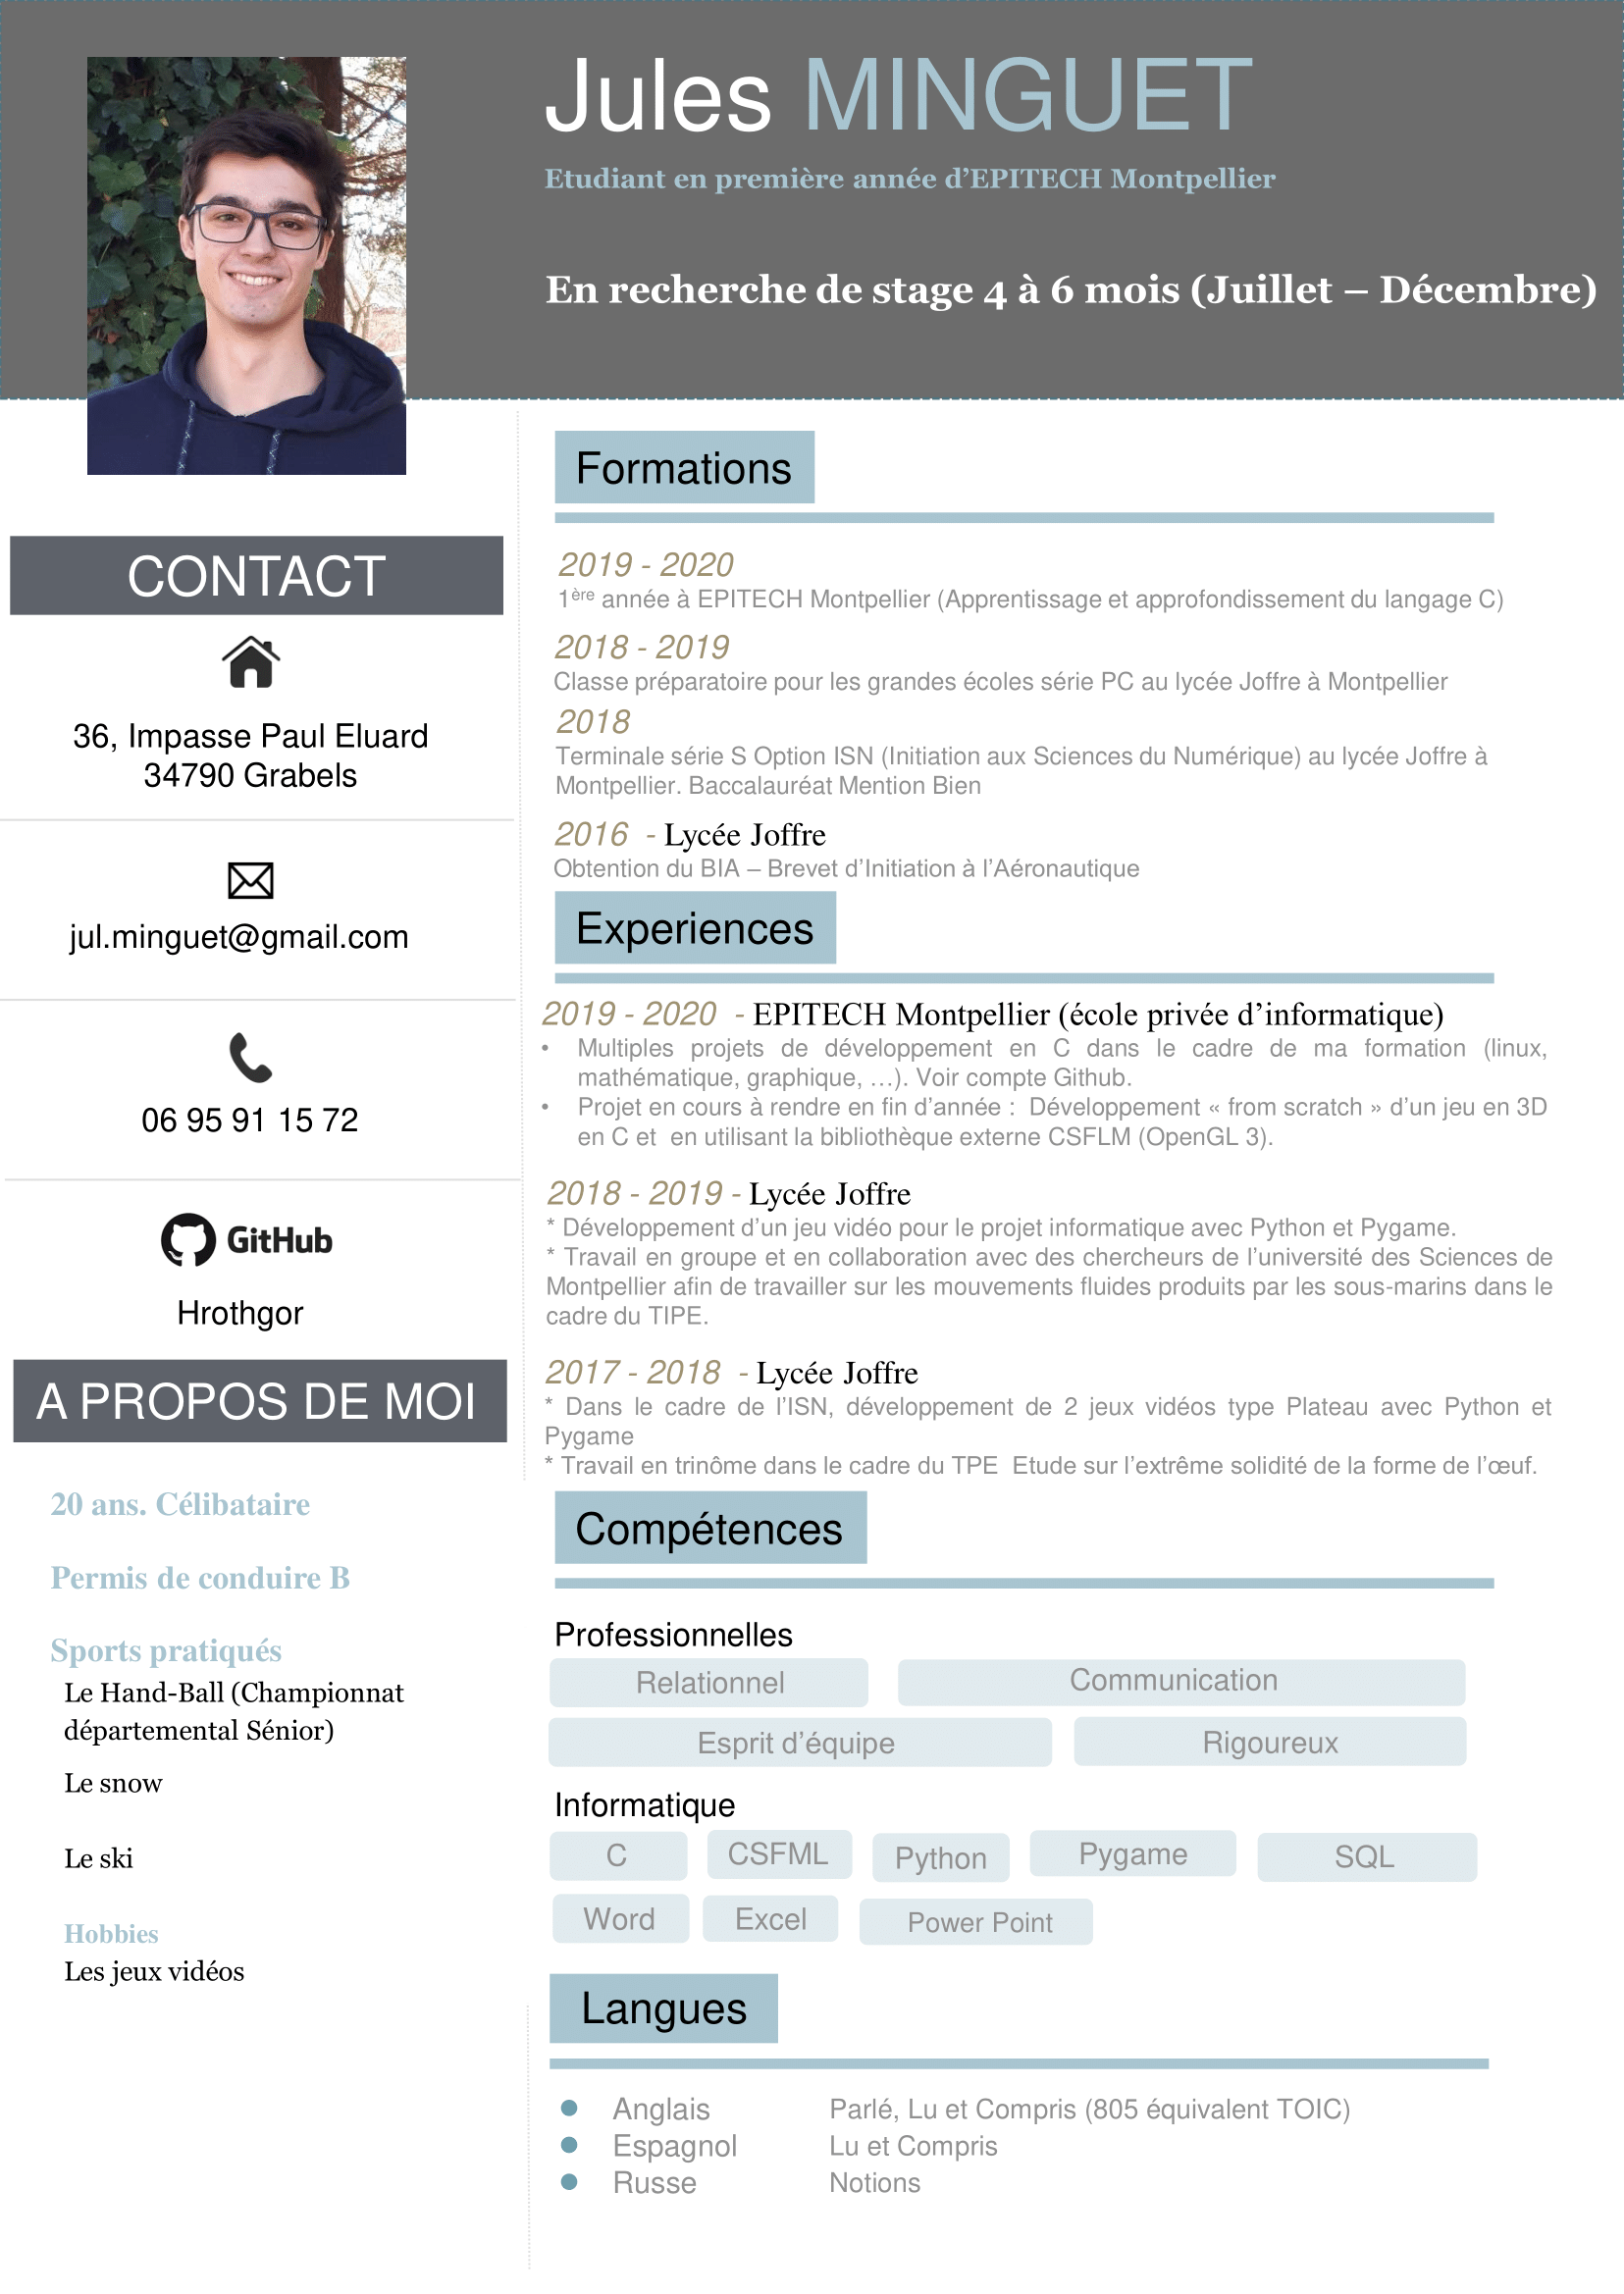 Jules MINGUET
Etudiant en première année d’EPITECH Montpellier
En recherche de stage 4 à 6 mois (Juillet – Décembre)
CONTACT
36, Impasse Paul Eluard
34790 Grabels
jul.minguet@gmail.com
06 95 91 15 72
GitHub
Hrothgor
A PROPOS DE MOI
20 ans. Célibataire
Permis de conduire B
Sports pratiqués
Le Hand-Ball (Championnat
départemental Sénior)
Le snow
Le ski
Hobbies
Les jeux vidéos
Formations
2019 - 2020
1ère année à EPITECH Montpellier (Apprentissage et approfondissement du langage C)
2018 - 2019
Classe préparatoire pour les grandes écoles série PC au lycée Joffre à Montpellier
2018
Terminale série S Option ISN (Initiation aux Sciences du Numérique) au lycée Joffre à
Montpellier. Baccalauréat Mention Bien
2016 - Lycée Joffre
Obtention du BIA – Brevet d’Initiation à l’Aéronautique
Experiences
2019 - 2020 - EPITECH Montpellier (école privée d’informatique)
• Multiples projets de développement en C dans le cadre de ma formation (linux,
mathématique, graphique, …). Voir compte Github.
• Projet en cours à rendre en fin d’année : Développement « from scratch » d’un jeu en 3D
en C et en utilisant la bibliothèque externe CSFLM (OpenGL 3).
2018 - 2019 - Lycée Joffre
* Développement d’un jeu vidéo pour le projet informatique avec Python et Pygame.
* Travail en groupe et en collaboration avec des chercheurs de l’université des Sciences de
Montpellier afin de travailler sur les mouvements fluides produits par les sous-marins dans le
cadre du TIPE.
2017 - 2018 - Lycée Joffre
* Dans le cadre de l’ISN, développement de 2 jeux vidéos type Plateau avec Python et
Pygame
* Travail en trinôme dans le cadre du TPE Etude sur l’extrême solidité de la forme de l’œuf.
Compétences
Professionnelles
Relationnel Communication
Esprit d’équipe Rigoureux
Informatique
C CSFML Python Pygame SQL
Word Excel Power Point
Langues
Anglais Parlé, Lu et Compris (805 équivalent TOIC)
Espagnol Lu et Compris
Russe Notions